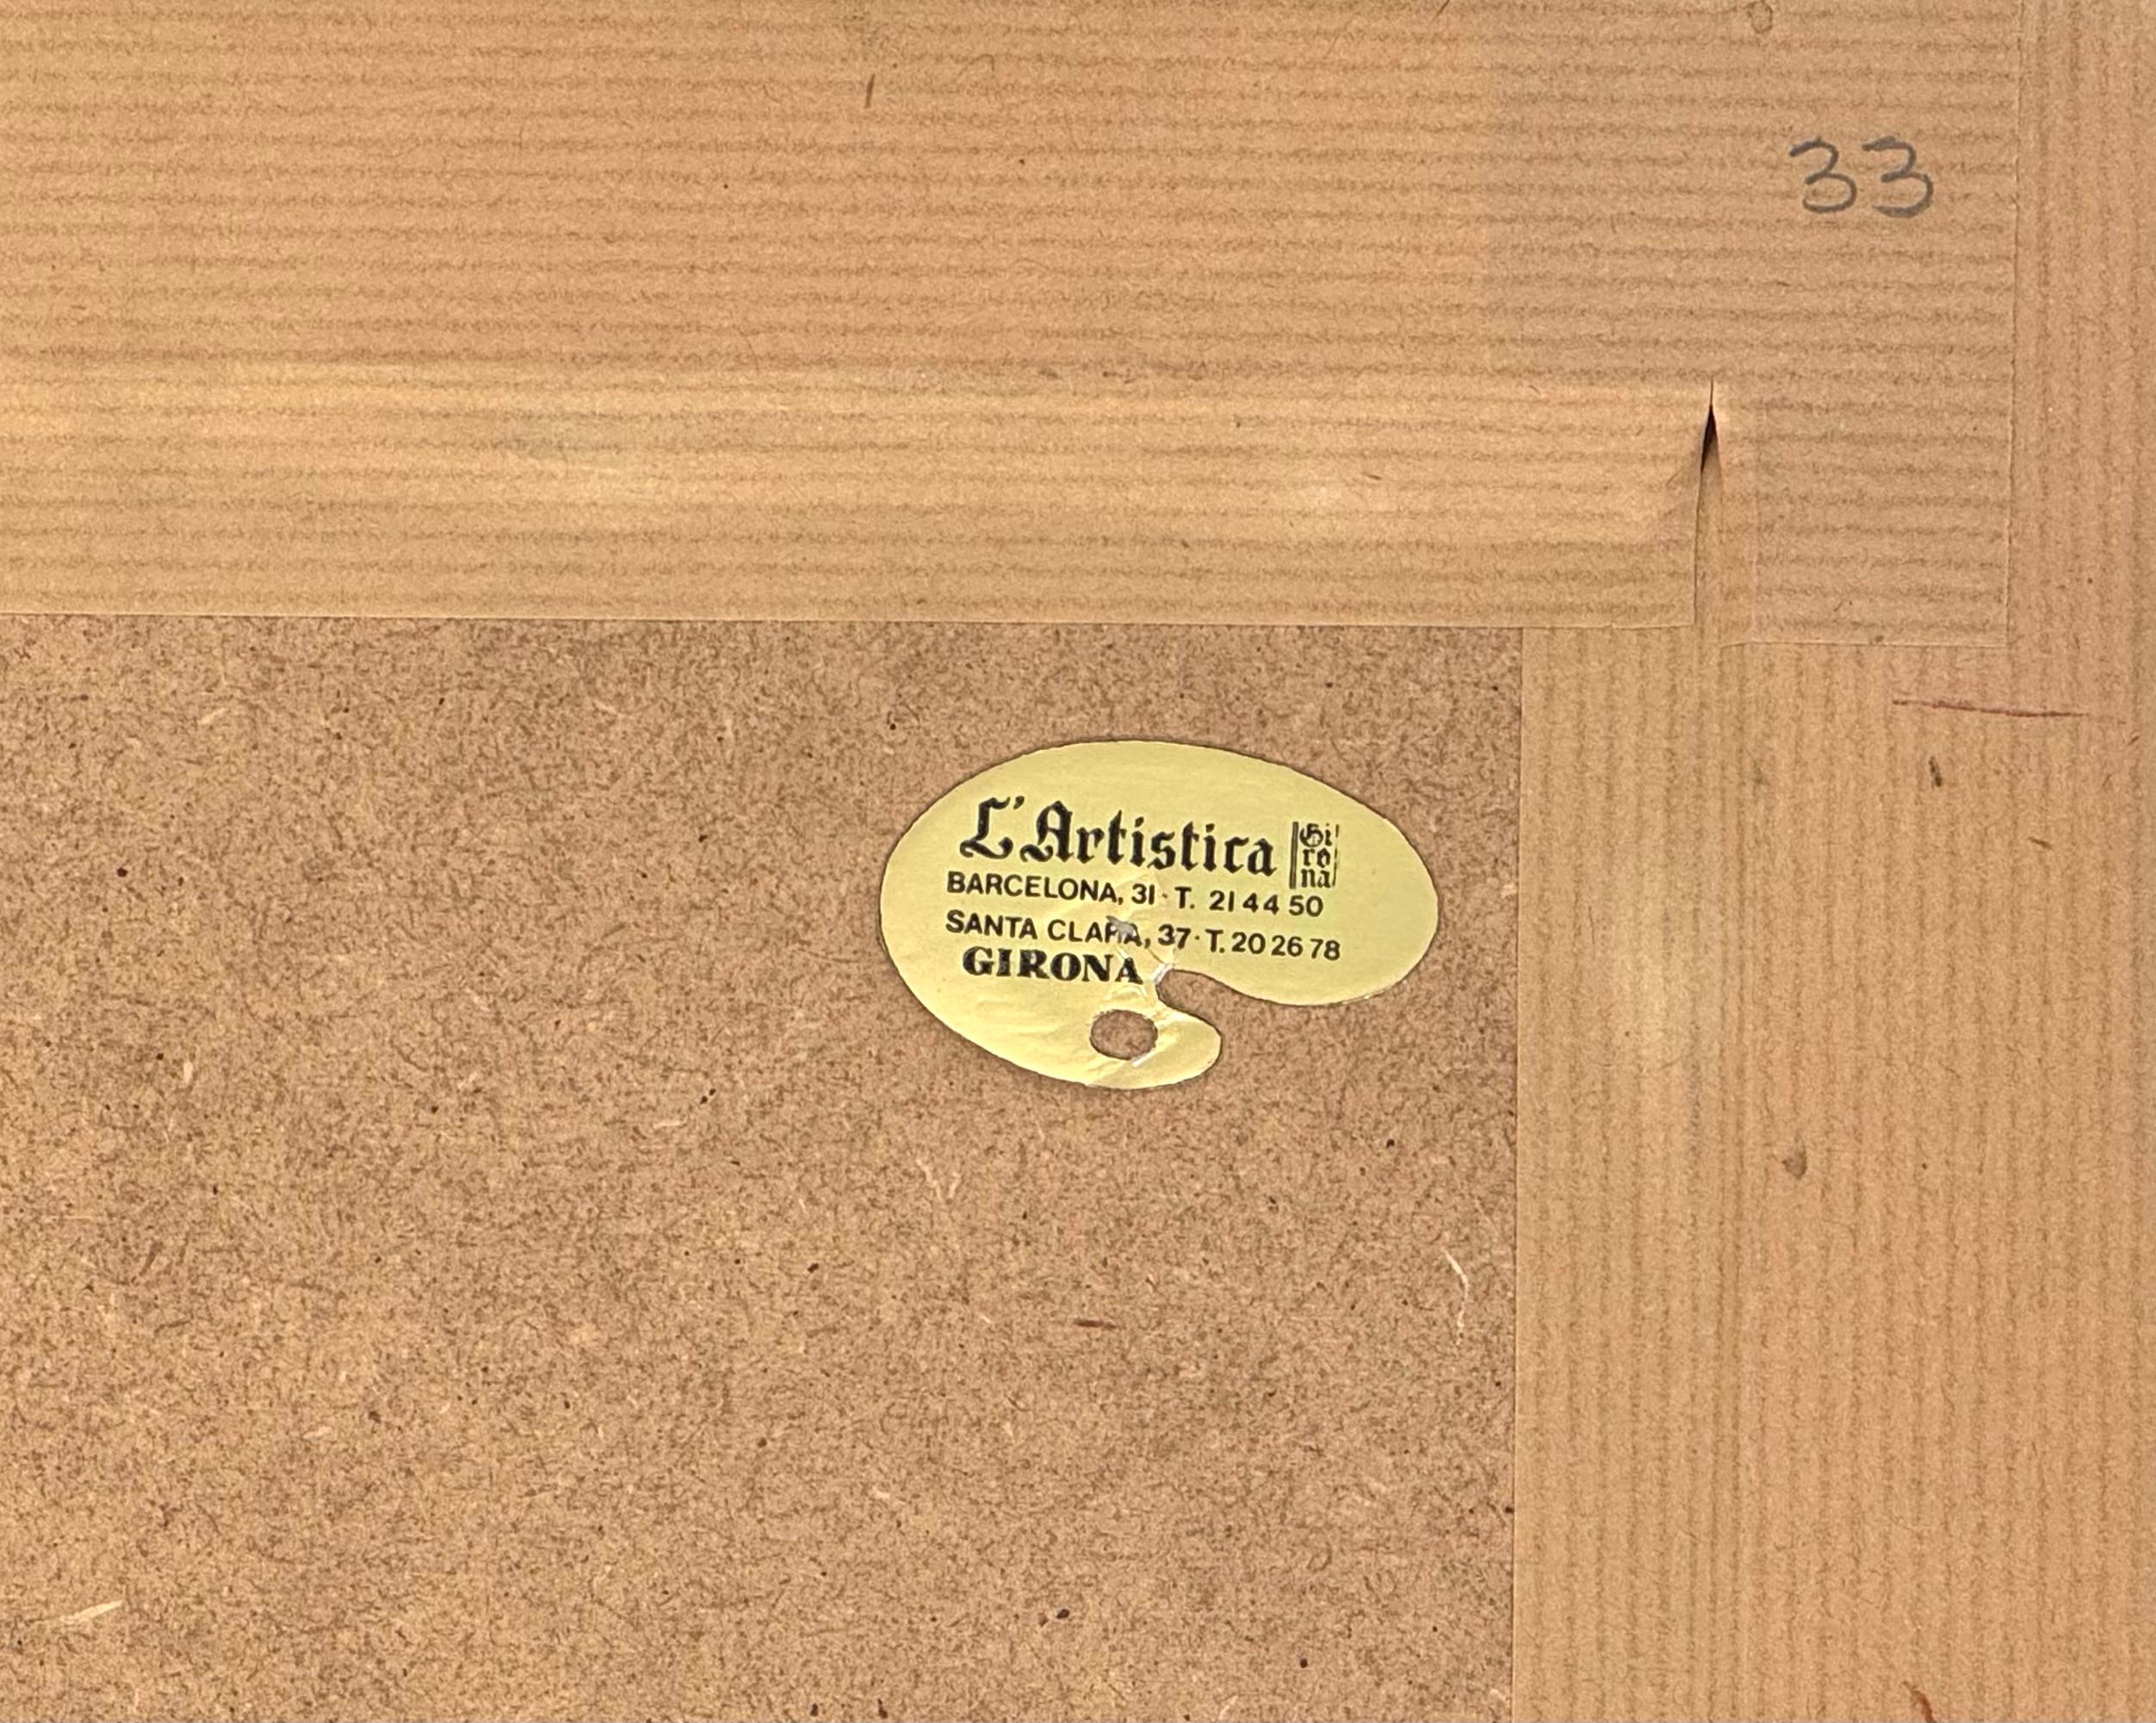 33
L'Artistica Gi
ro
na
BARCELONA, 31 · T. 21 44 50
SANTA CLARA, 37 · T. 20 26 78
GIRONA